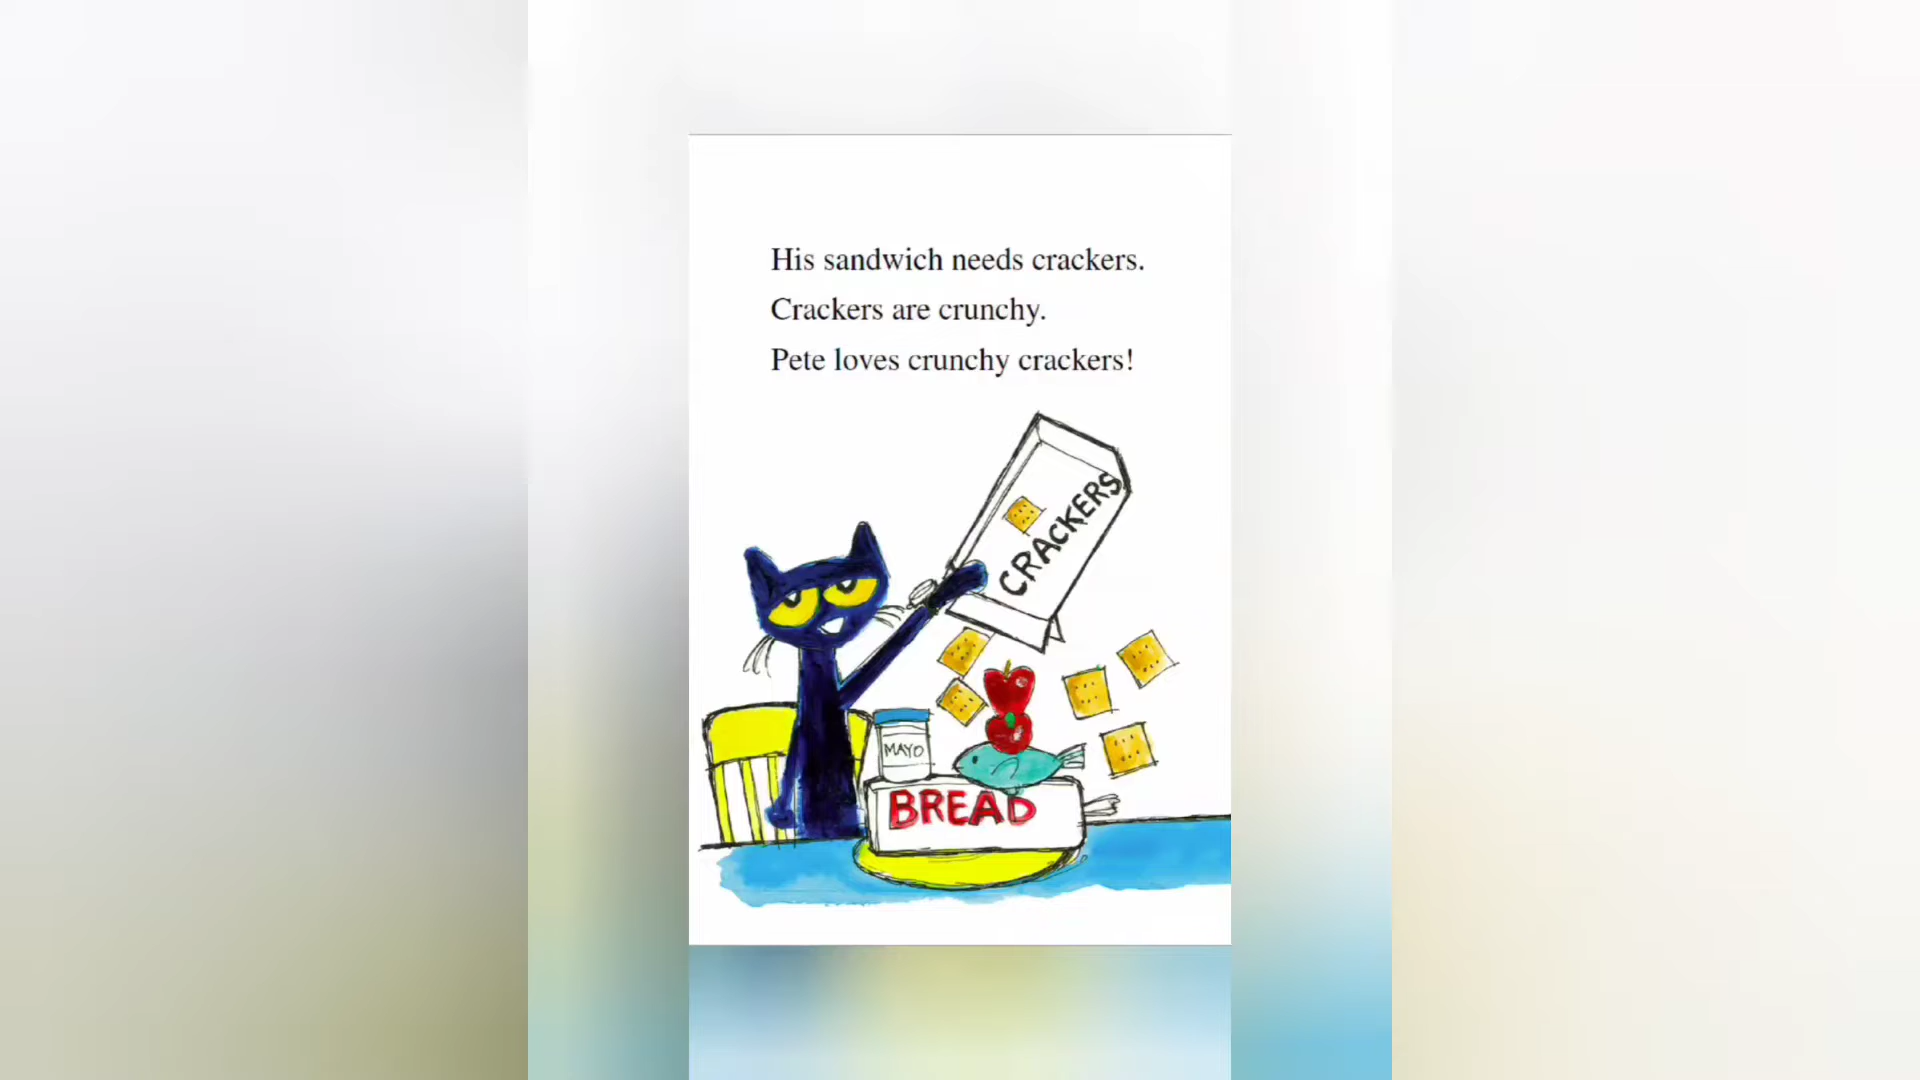 His sandwich needs crackers.
Crackers are crunchy.
Pete loves crunchy crackers!
CRACKERS
MAYO
BREAD